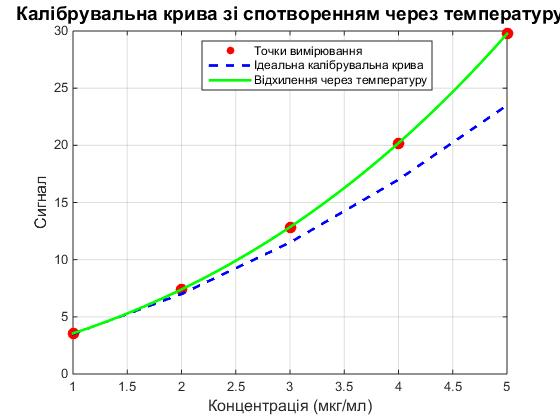 Калібрувальна крива зі спотворенням через температуру
30
25
20
15
10
5
0
Сигнал
Точки вимірювання
Ідеальна калібрувальна крива
Відхилення через температуру
1
1.5
2
2.5
3
3.5
4
4.5
5
Концентрація (мкг/мл)